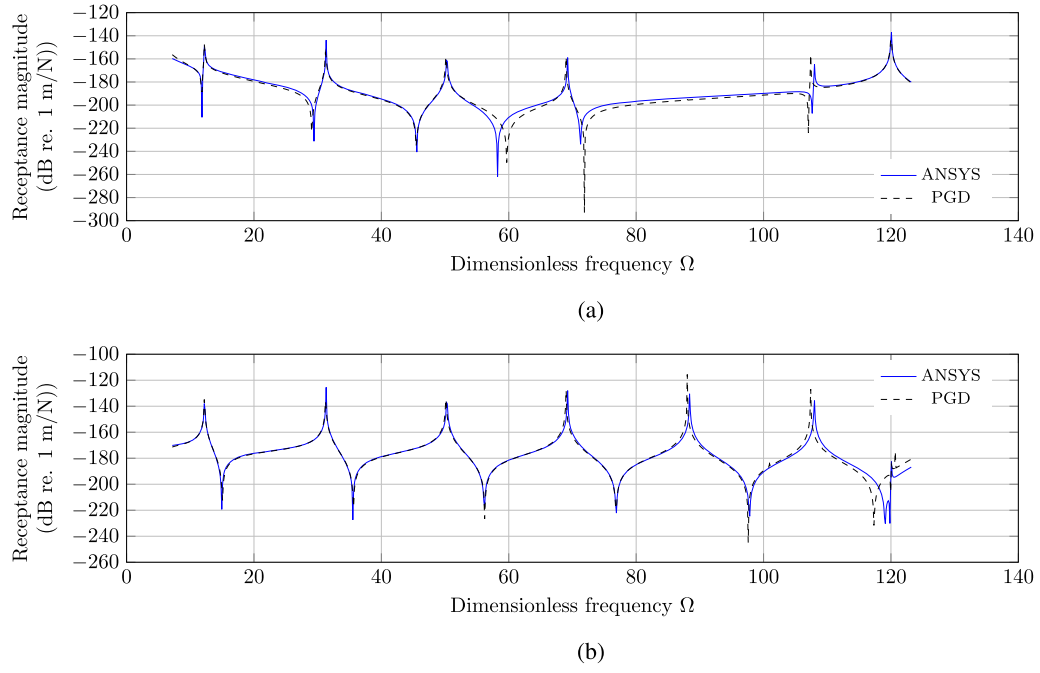 −120
−140
−160
−180
−200
−220
−240
−260
−280
−300
Receptance magnitude
(dB re. 1 m/N))
ANSYS
PGD
0 20 40 60 80 100 120 140
Dimensionless frequency Ω
(a)
−100
−120
−140
−160
−180
−200
−220
−240
−260
Receptance magnitude
(dB re. 1 m/N))
ANSYS
PGD
0 20 40 60 80 100 120 140
Dimensionless frequency Ω
(b)